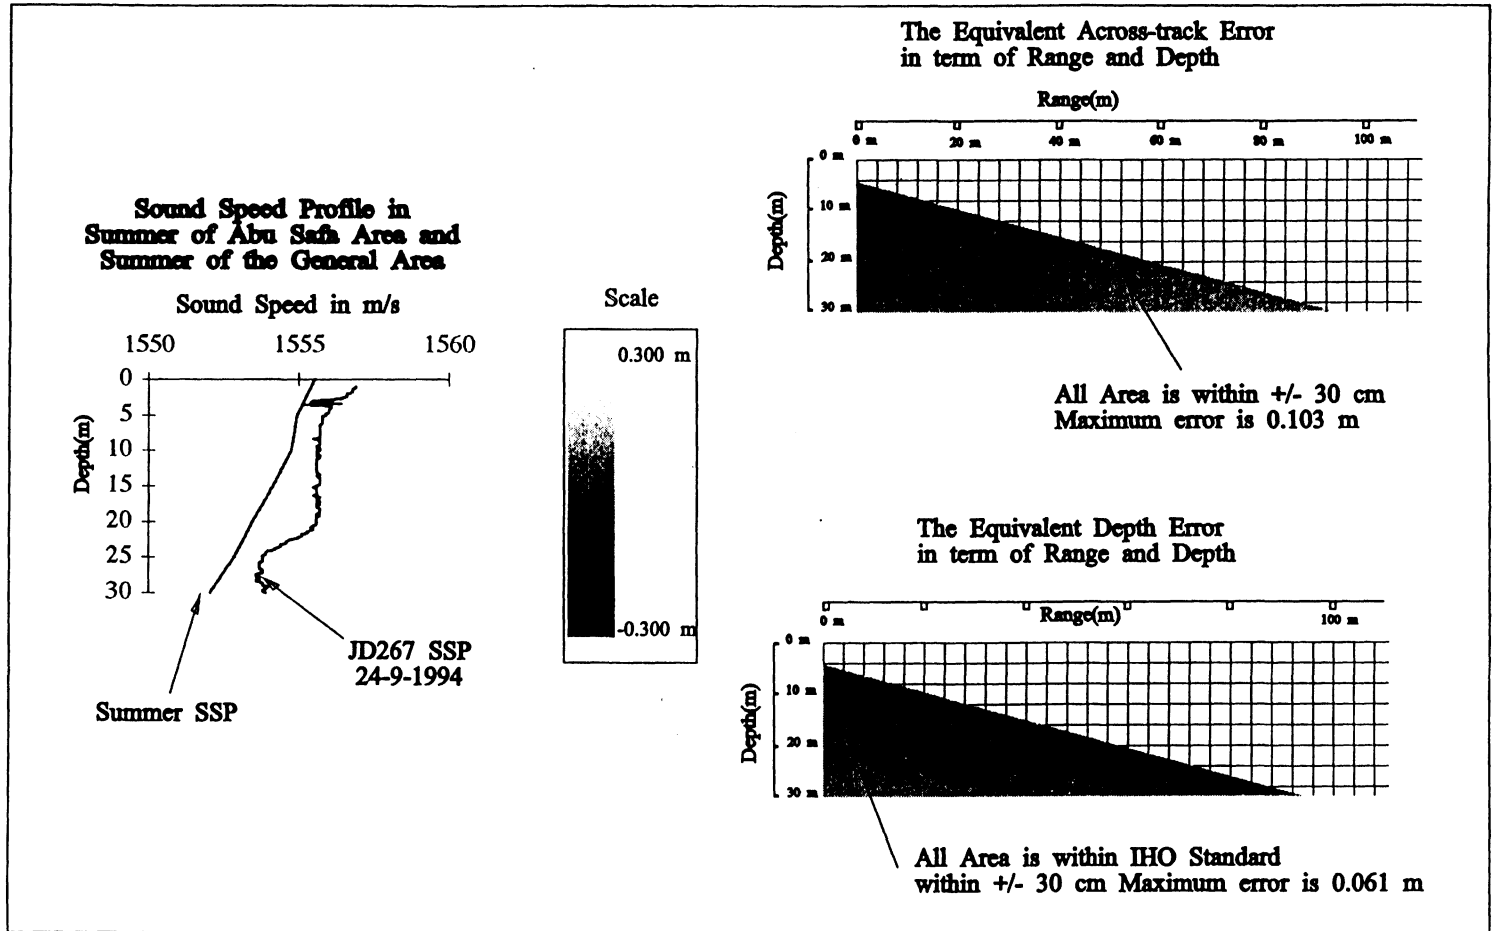 The Equivalent Across-track Error
in term of Range and Depth
Range(m)
0 m 20 m 40 m 60 m 80 m 100 m
Depth(m)
0 m
10 m
20 m
30 m
All Area is within +/- 30 cm
Maximum error is 0.103 m
Sound Speed Profile in
Summer of Abu Safa Area and
Summer of the General Area
Sound Speed in m/s
1550 1555 1560
Depth(m)
0
5
10
15
20
25
30
JD267 SSP
24-9-1994
Summer SSP
Scale
0.300 m
-0.300 m
The Equivalent Depth Error
in term of Range and Depth
Range(m)
0 m 100 m
Depth(m)
0 m
10 m
20 m
30 m
All Area is within IHO Standard
within +/- 30 cm Maximum error is 0.061 m